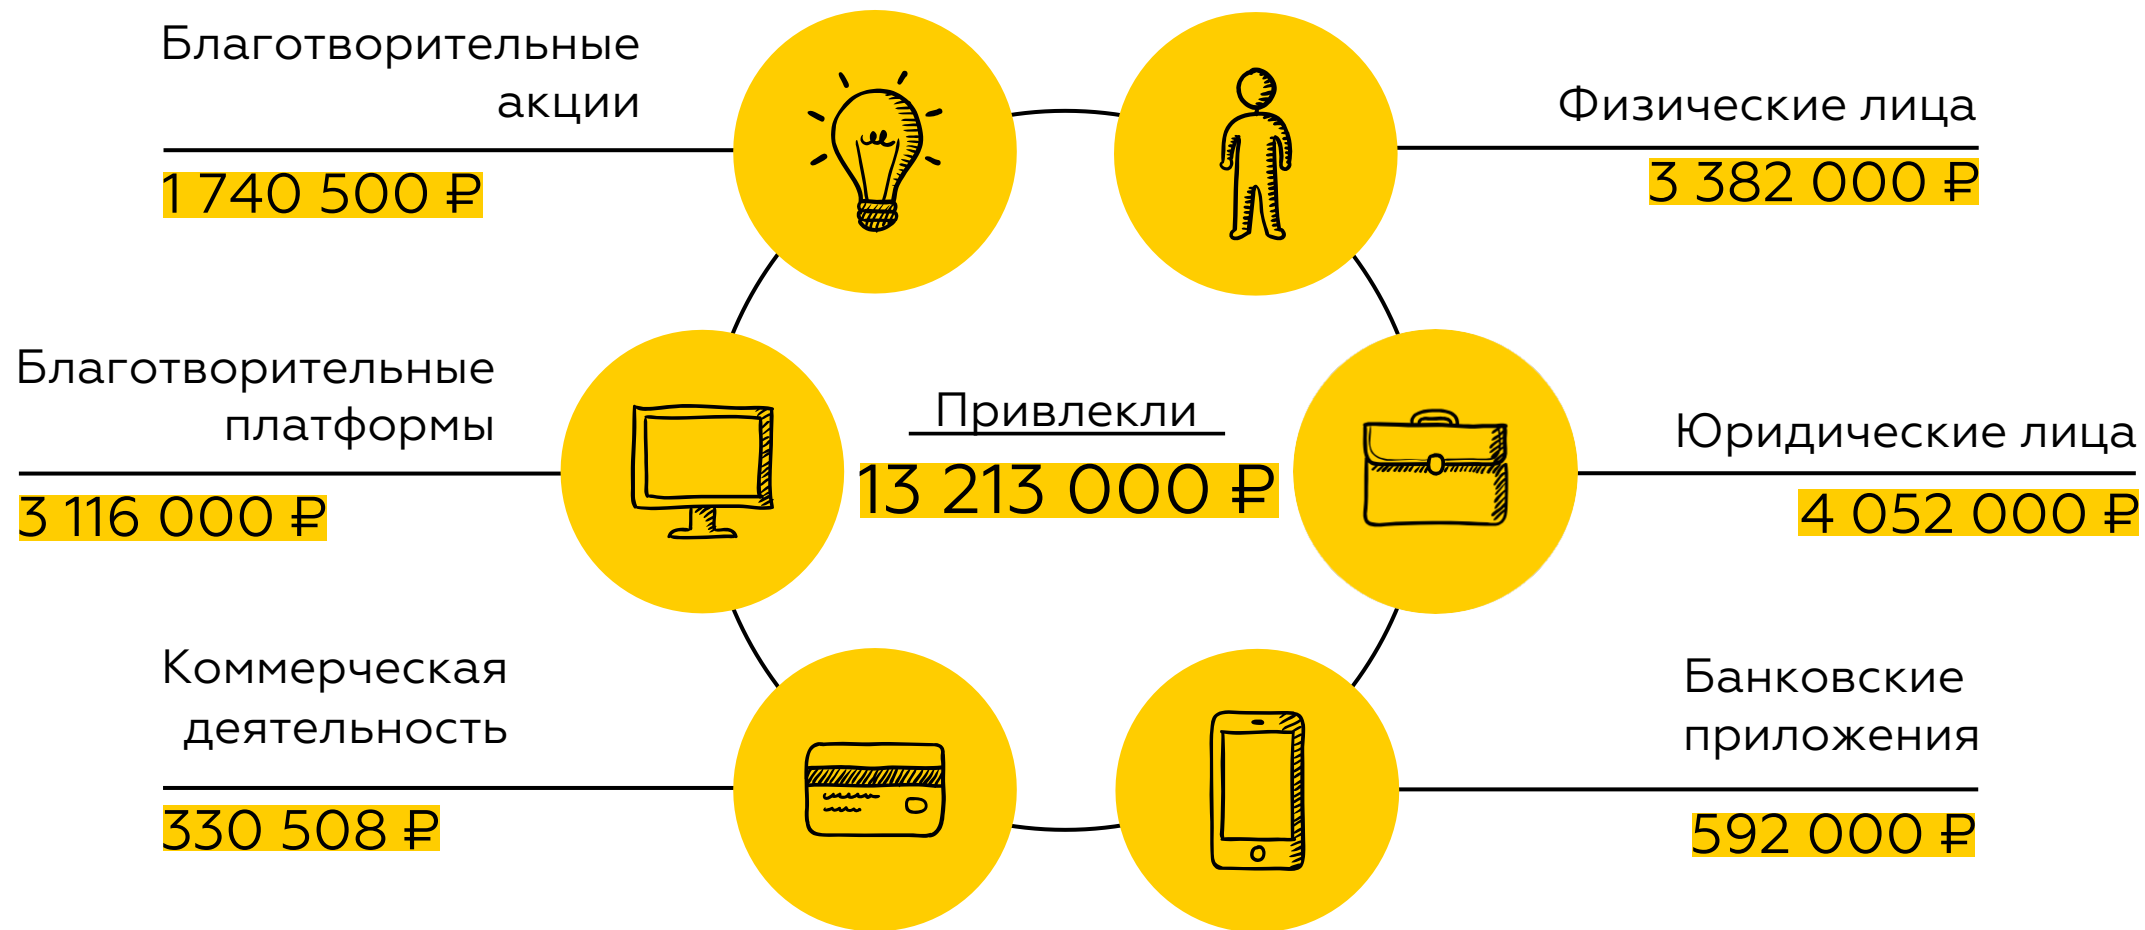 Благотворительные
акции
1 740 500 ₽
Физические лица
3 382 000 ₽
Благотворительные
платформы
3 116 000 ₽
Привлекли
13 213 000 ₽
Юридические лица
4 052 000 ₽
Коммерческая
деятельность
330 508 ₽
Банковские
приложения
592 000 ₽